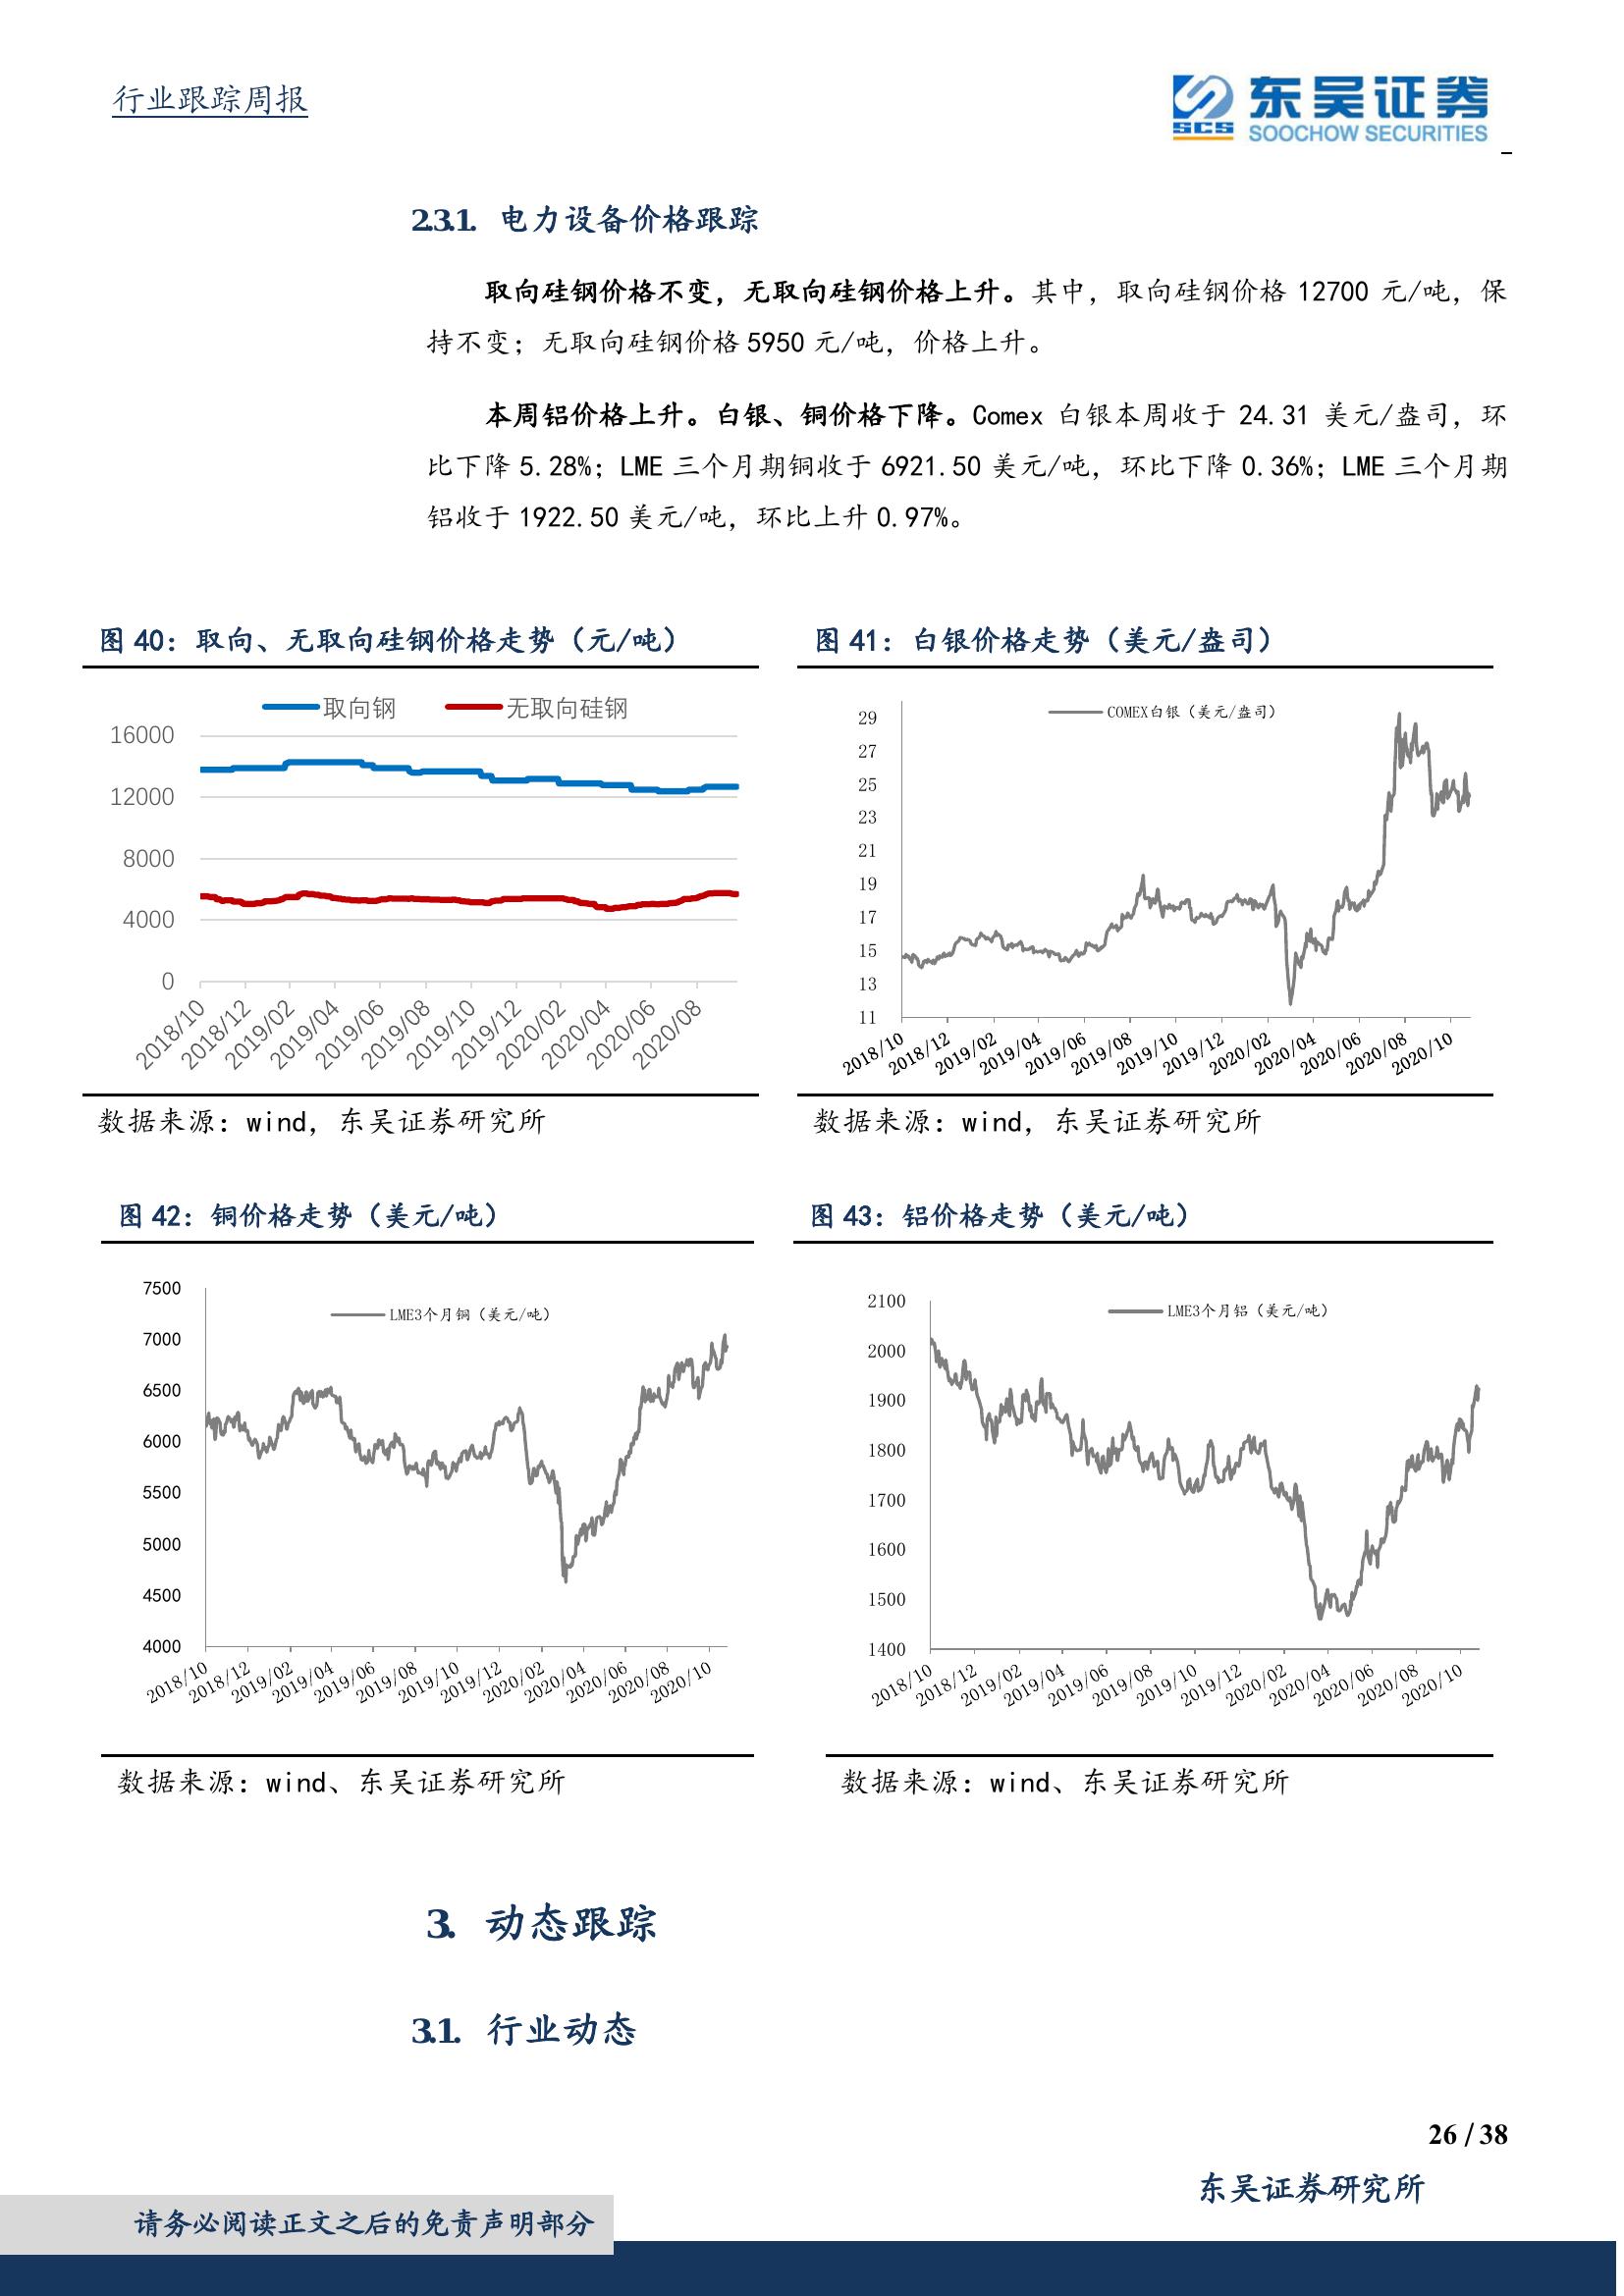 行业跟踪周报
SCS
东吴证券
SOOCHOW SECURITIES
2.3.1. 电力设备价格跟踪
取向硅钢价格不变，无取向硅钢价格上升。其中，取向硅钢价格 12700 元/吨，保
持不变；无取向硅钢价格 5950 元/吨，价格上升。
本周铝价格上升。白银、铜价格下降。Comex 白银本周收于 24.31 美元/盎司，环
比下降 5.28%；LME 三个月期铜收于 6921.50 美元/吨，环比下降 0.36%；LME 三个月期
铝收于 1922.50 美元/吨，环比上升 0.97%。
图 40：取向、无取向硅钢价格走势（元/吨）
取向钢 无取向硅钢
16000
12000
8000
4000
0
2018/10 2018/12 2019/02 2019/04 2019/06 2019/08 2019/10 2019/12 2020/02 2020/04 2020/06 2020/08
数据来源：wind，东吴证券研究所
图 41：白银价格走势（美元/盎司）
COMEX白银（美元/盎司）
29
27
25
23
21
19
17
15
13
11
2018/10 2018/12 2019/02 2019/04 2019/06 2019/08 2019/10 2019/12 2020/02 2020/04 2020/06 2020/08 2020/10
数据来源：wind，东吴证券研究所
图 42：铜价格走势（美元/吨）
LME3个月铜（美元/吨）
7500
7000
6500
6000
5500
5000
4500
4000
2018/10 2018/12 2019/02 2019/04 2019/06 2019/08 2019/10 2019/12 2020/02 2020/04 2020/06 2020/08 2020/10
数据来源：wind、东吴证券研究所
图 43：铝价格走势（美元/吨）
LME3个月铝（美元/吨）
2100
2000
1900
1800
1700
1600
1500
1400
2018/10 2018/12 2019/02 2019/04 2019/06 2019/08 2019/10 2019/12 2020/02 2020/04 2020/06 2020/08 2020/10
数据来源：wind、东吴证券研究所
3. 动态跟踪
3.1. 行业动态
26 / 38
东吴证券研究所
请务必阅读正文之后的免责声明部分